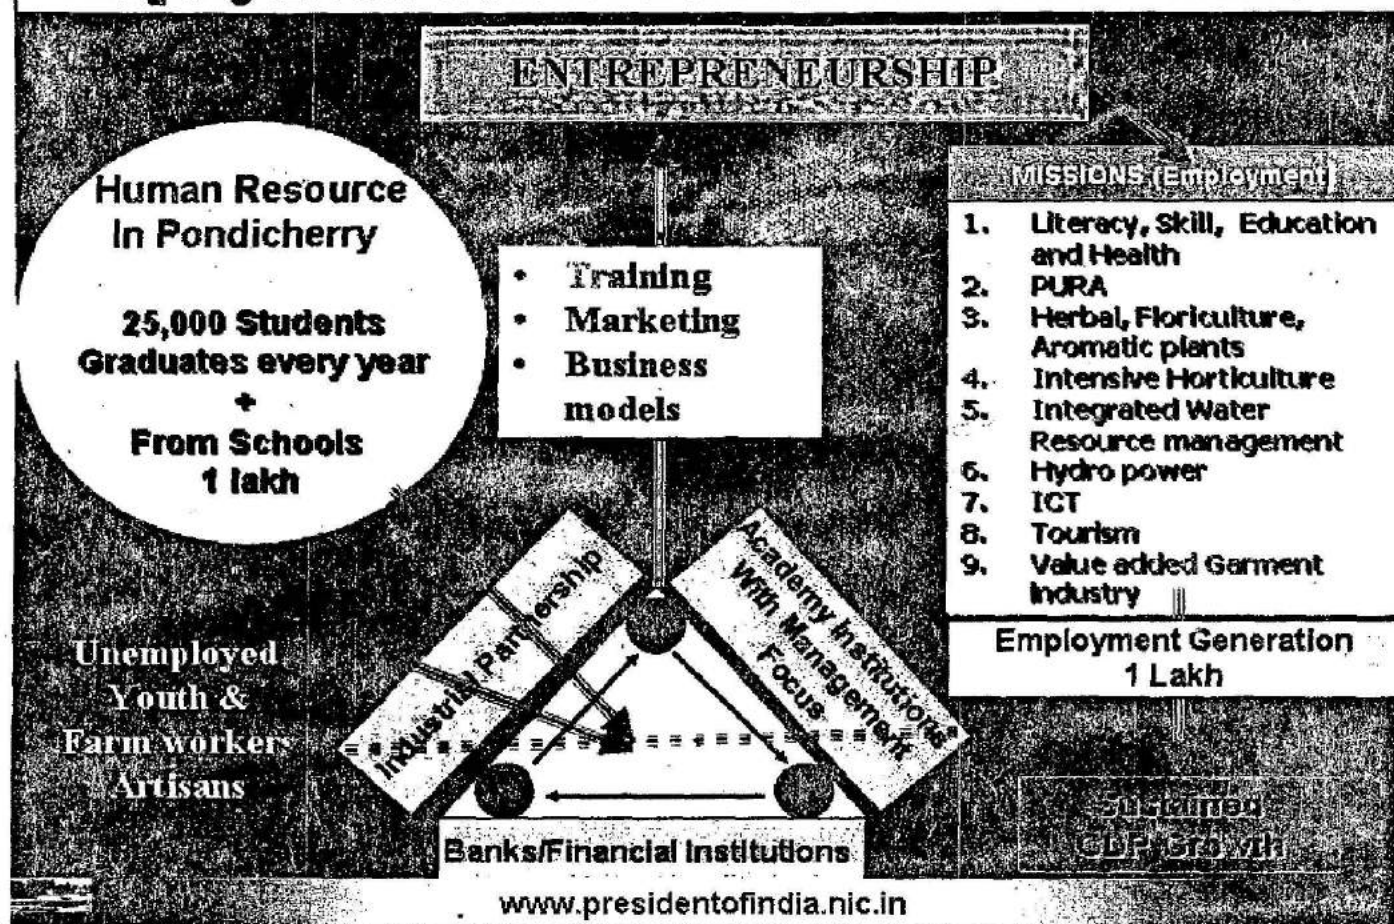 ENTREPRENEURSHIP
Human Resource
In Pondicherry
25,000 Students
Graduates every year
+
From Schools
1 lakh
• Training
• Marketing
• Business
models
MISSIONS (Employment)
1. Literacy, Skill, Education
and Health
2. PURA
3. Herbal, Floriculture,
Aromatic plants
4. Intensive Horticulture
5. Integrated Water
Resource management
6. Hydro power
7. ICT
8. Tourism
9. Value added Garment
Industry
Employment Generation
1 Lakh
Industrial Partnership
Academy Institutions
With Management
Focus
Unemployed
Youth &
Farm workers
Artisans
Sustained
GDP Growth
Banks/Financial Institutions
www.presidentofindia.nic.in